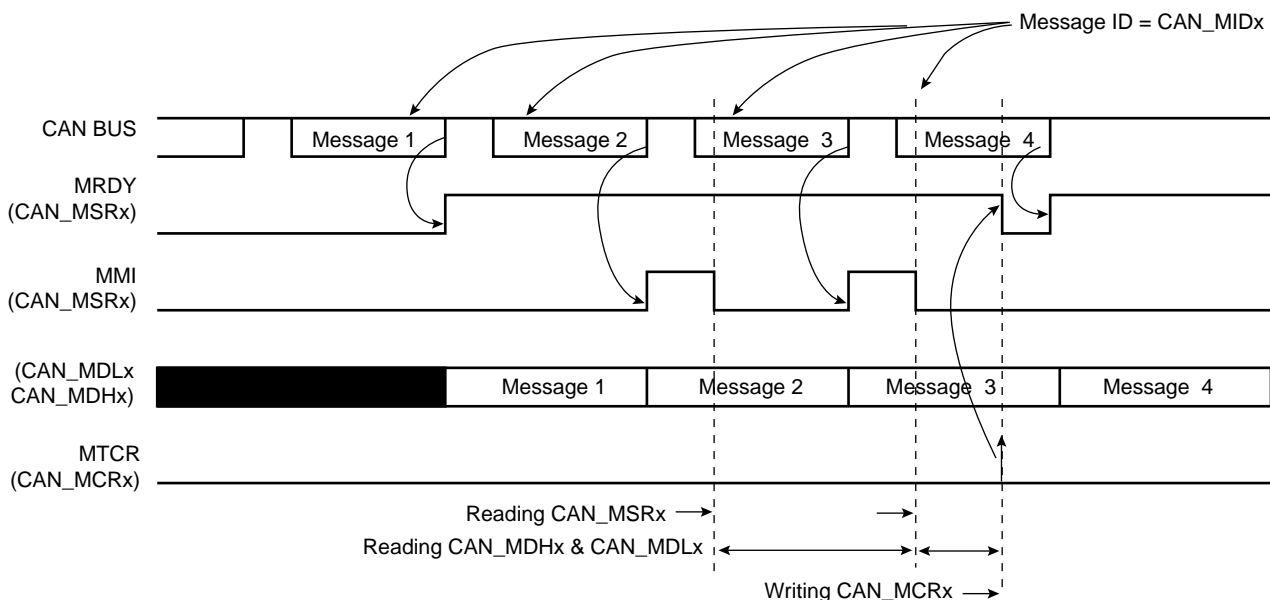 Message ID = CAN_MIDx
CAN BUS
Message 1
Message 2
Message 3
Message 4
MRDY
(CAN_MSRx)
MMI
(CAN_MSRx)
(CAN_MDLx
CAN_MDHx)
Message 1
Message 2
Message 3
Message 4
MTCR
(CAN_MCRx)
Reading CAN_MSRx
Reading CAN_MDHx & CAN_MDLx
Writing CAN_MCRx